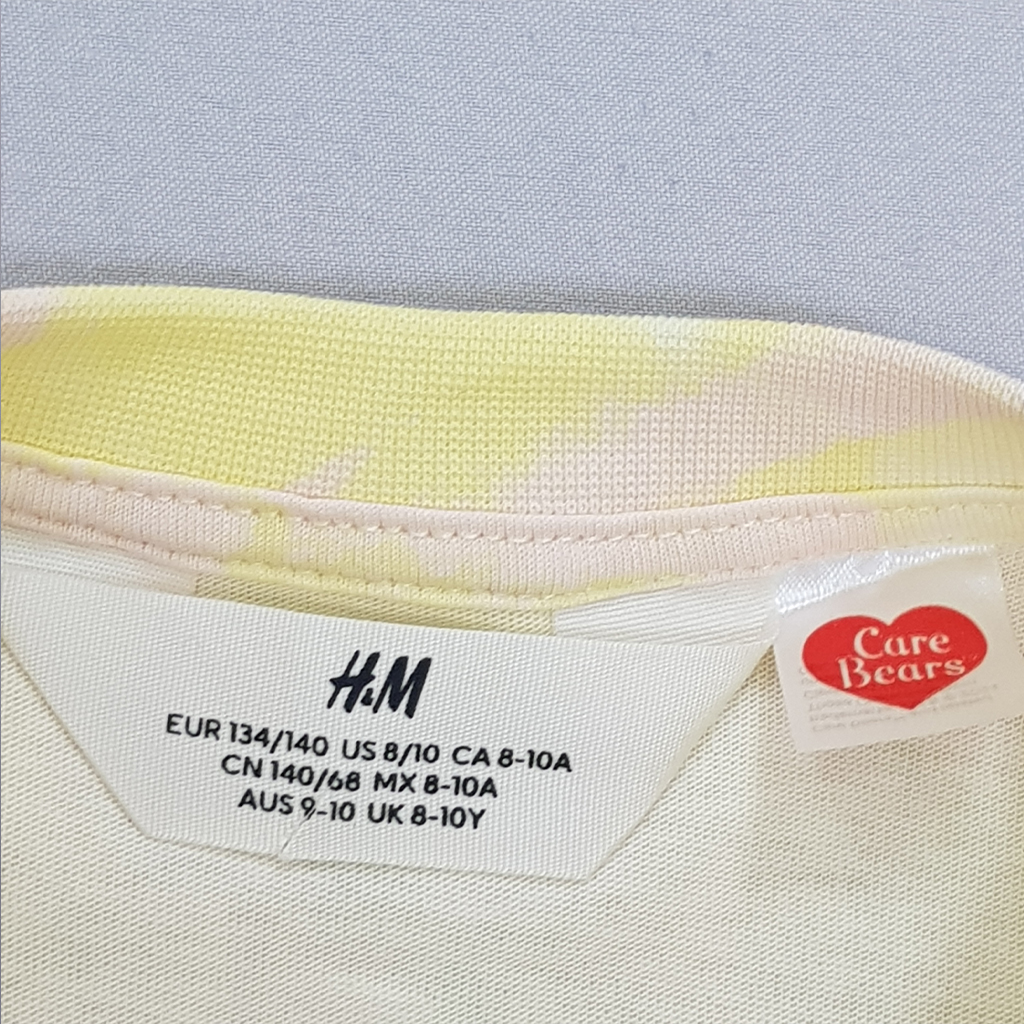 H&M
EUR 134/140 US 8/10 CA 8-10A
CN 140/68 MX 8-10A
AUS 9-10 UK 8-10Y
Care
Bears